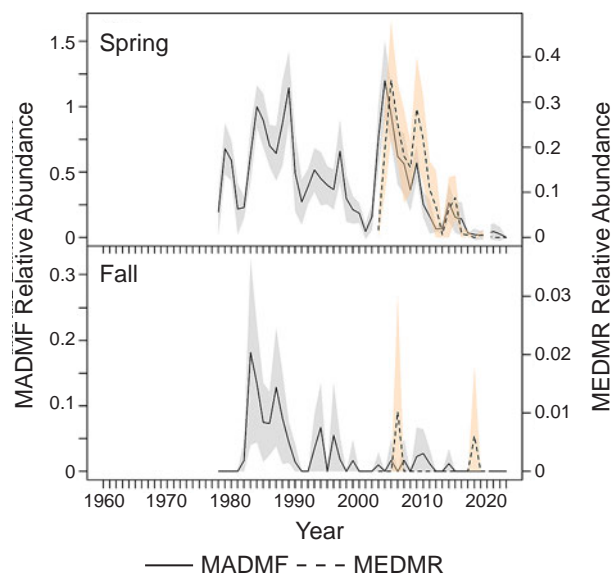 Spring
1.5
1
0.5
0
0.4
0.3
0.2
0.1
0
MADMF Relative Abundance
MEDMR Relative Abundance
Fall
0.3
0.2
0.1
0
0.03
0.02
0.01
0
1960 1970 1980 1990 2000 2010 2020
Year
MADMF MEDMR